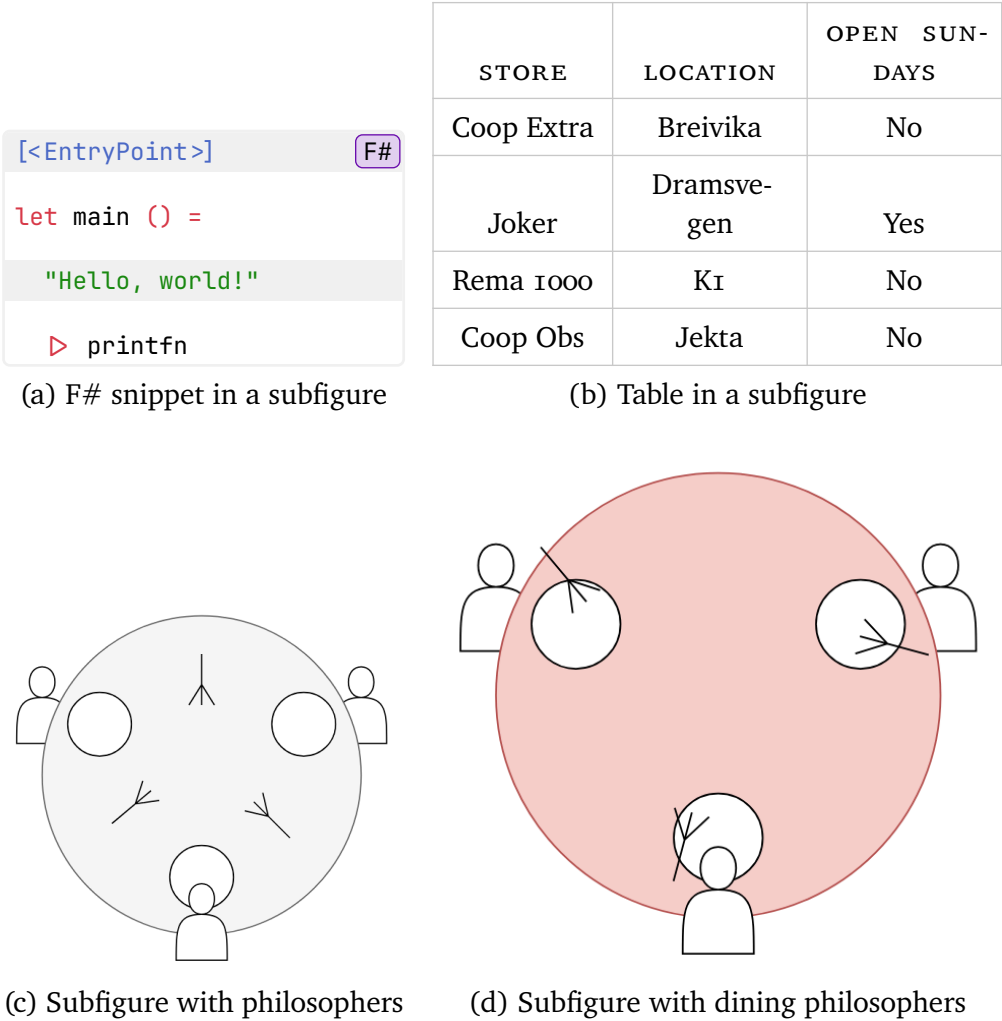 [<EntryPoint>] F#
let main () =
"Hello, world!"
▷ printfn
(a) F# snippet in a subfigure
STORE LOCATION OPEN SUN-
DAYS
Coop Extra Breivika No
Joker Dramsve-
gen Yes
Rema 1000 K1 No
Coop Obs Jekta No
(b) Table in a subfigure
(c) Subfigure with philosophers
(d) Subfigure with dining philosophers